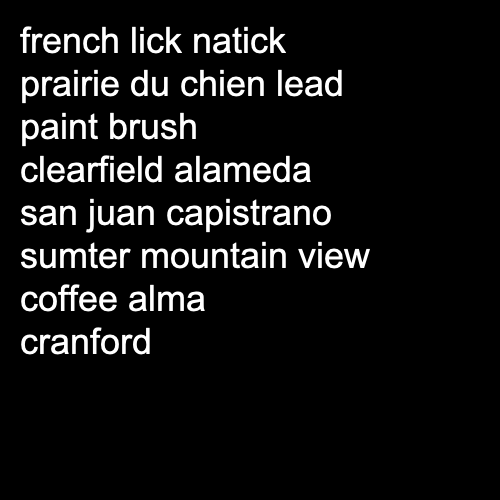 french lick natick
prairie du chien lead
paint brush
clearfield alameda
san juan capistrano
sumter mountain view
coffee alma
cranford